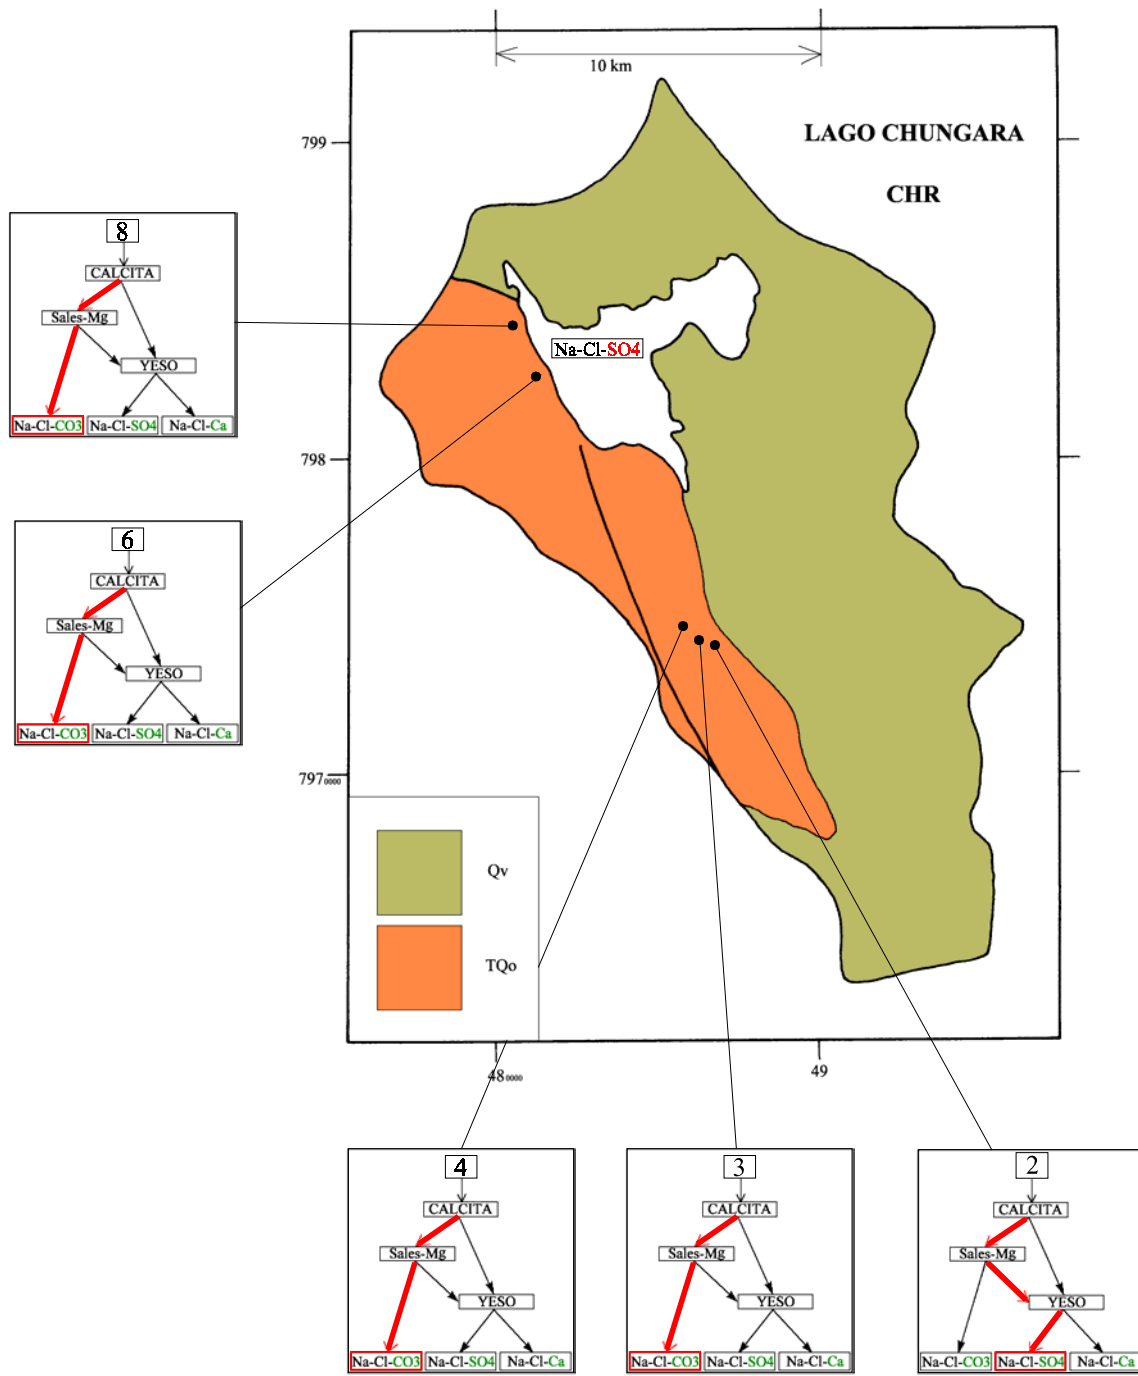 10 km
LAGO CHUNGARA
CHR
799
798
797 0000
48 0000
49
Na-Cl-SO4
Qv
TQo
8
CALCITA
Sales-Mg
YESO
Na-Cl-CO3 Na-Cl-SO4 Na-Cl-Ca
6
CALCITA
Sales-Mg
YESO
Na-Cl-CO3 Na-Cl-SO4 Na-Cl-Ca
4
CALCITA
Sales-Mg
YESO
Na-Cl-CO3 Na-Cl-SO4 Na-Cl-Ca
3
CALCITA
Sales-Mg
YESO
Na-Cl-CO3 Na-Cl-SO4 Na-Cl-Ca
2
CALCITA
Sales-Mg
YESO
Na-Cl-CO3 Na-Cl-SO4 Na-Cl-Ca